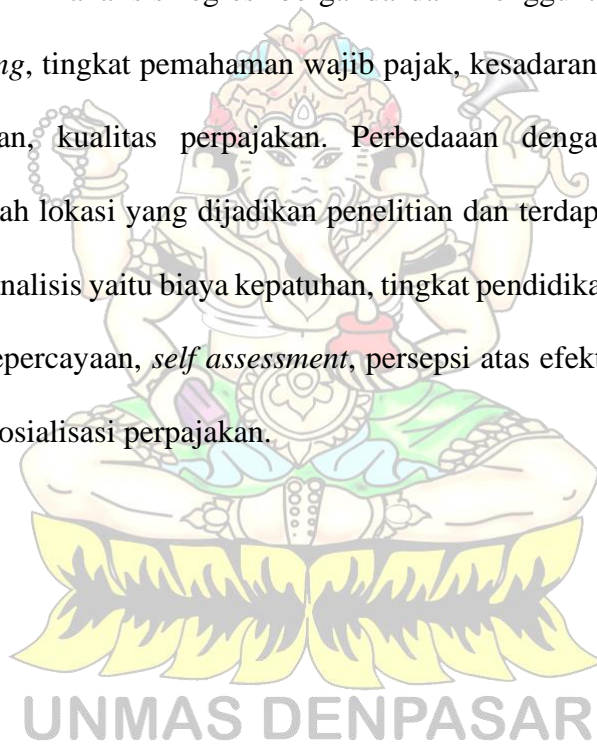 ng, tingkat pemahaman wajib pajak, kesadaran
an, kualitas perpajakan. Perbedaaan denga
ah lokasi yang dijadikan penelitian dan terdap
nalisis yaitu biaya kepatuhan, tingkat pendidika
epercayaan, self assessment, persepsi atas efekt
osialisasi perpajakan.
UNMAS DENPASAR